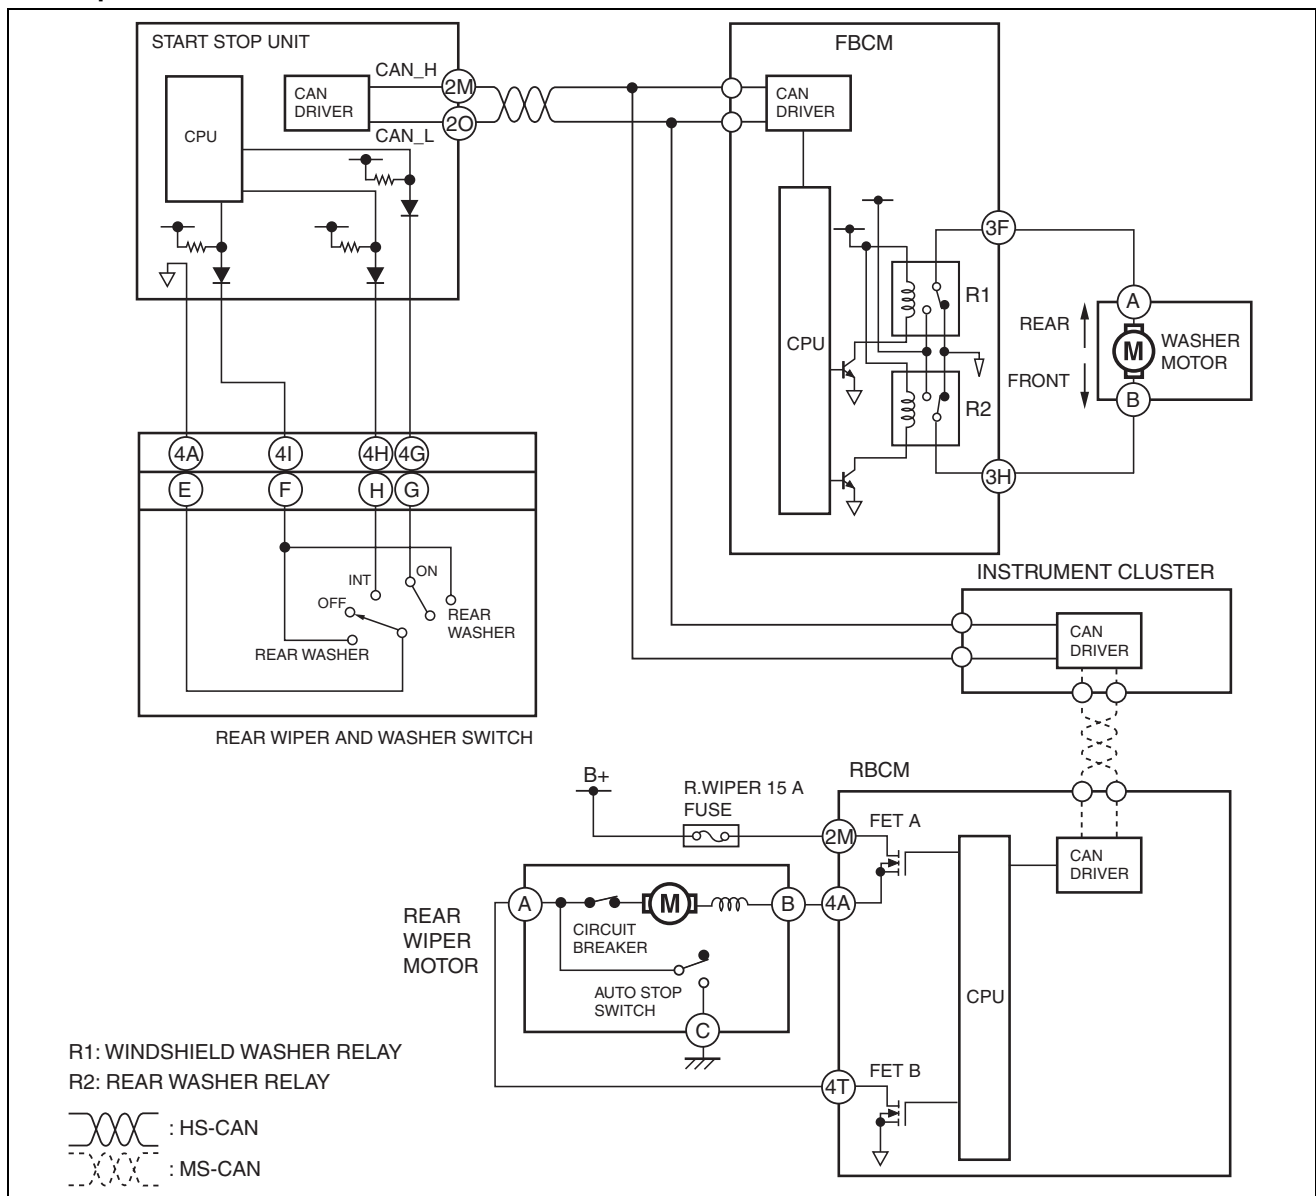 START STOP UNIT
CPU
CAN
DRIVER
CAN_H
CAN_L
2M
2O
FBCM
CAN
DRIVER
CPU
R1
R2
3F
3H
REAR
FRONT
A
M
B
WASHER
MOTOR
4A
4I
4H
4G
E
F
H
G
INT
ON
OFF
REAR
WASHER
REAR WASHER
REAR WIPER AND WASHER SWITCH
INSTRUMENT CLUSTER
CAN
DRIVER
B+
R.WIPER 15 A
FUSE
RBCM
2M
FET A
4A
CPU
CAN
DRIVER
4T
FET B
REAR
WIPER
MOTOR
A
M
B
CIRCUIT
BREAKER
AUTO STOP
SWITCH
C
R1: WINDSHIELD WASHER RELAY
R2: REAR WASHER RELAY
: HS-CAN
: MS-CAN